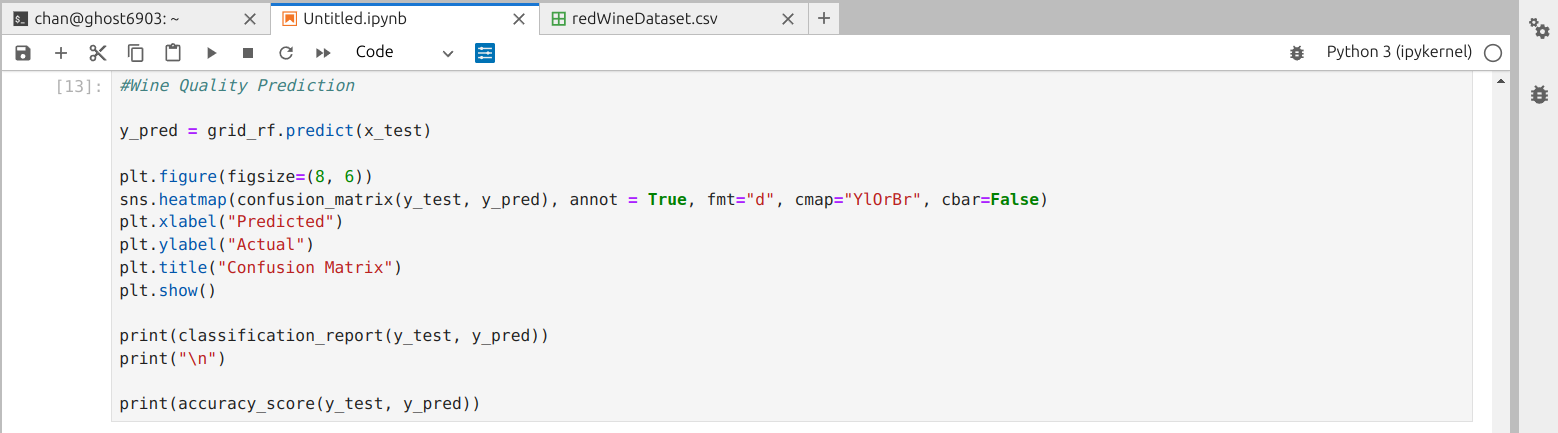 chan@ghost6903: ~
Untitled.ipynb
redWineDataset.csv
Code
Python 3 (ipykernel)
[13]:
#Wine Quality Prediction
y_pred = grid_rf.predict(x_test)
plt.figure(figsize=(8, 6))
sns.heatmap(confusion_matrix(y_test, y_pred), annot = True, fmt="d", cmap="YlOrBr", cbar=False)
plt.xlabel("Predicted")
plt.ylabel("Actual")
plt.title("Confusion Matrix")
plt.show()
print(classification_report(y_test, y_pred))
print("\n")
print(accuracy_score(y_test, y_pred))